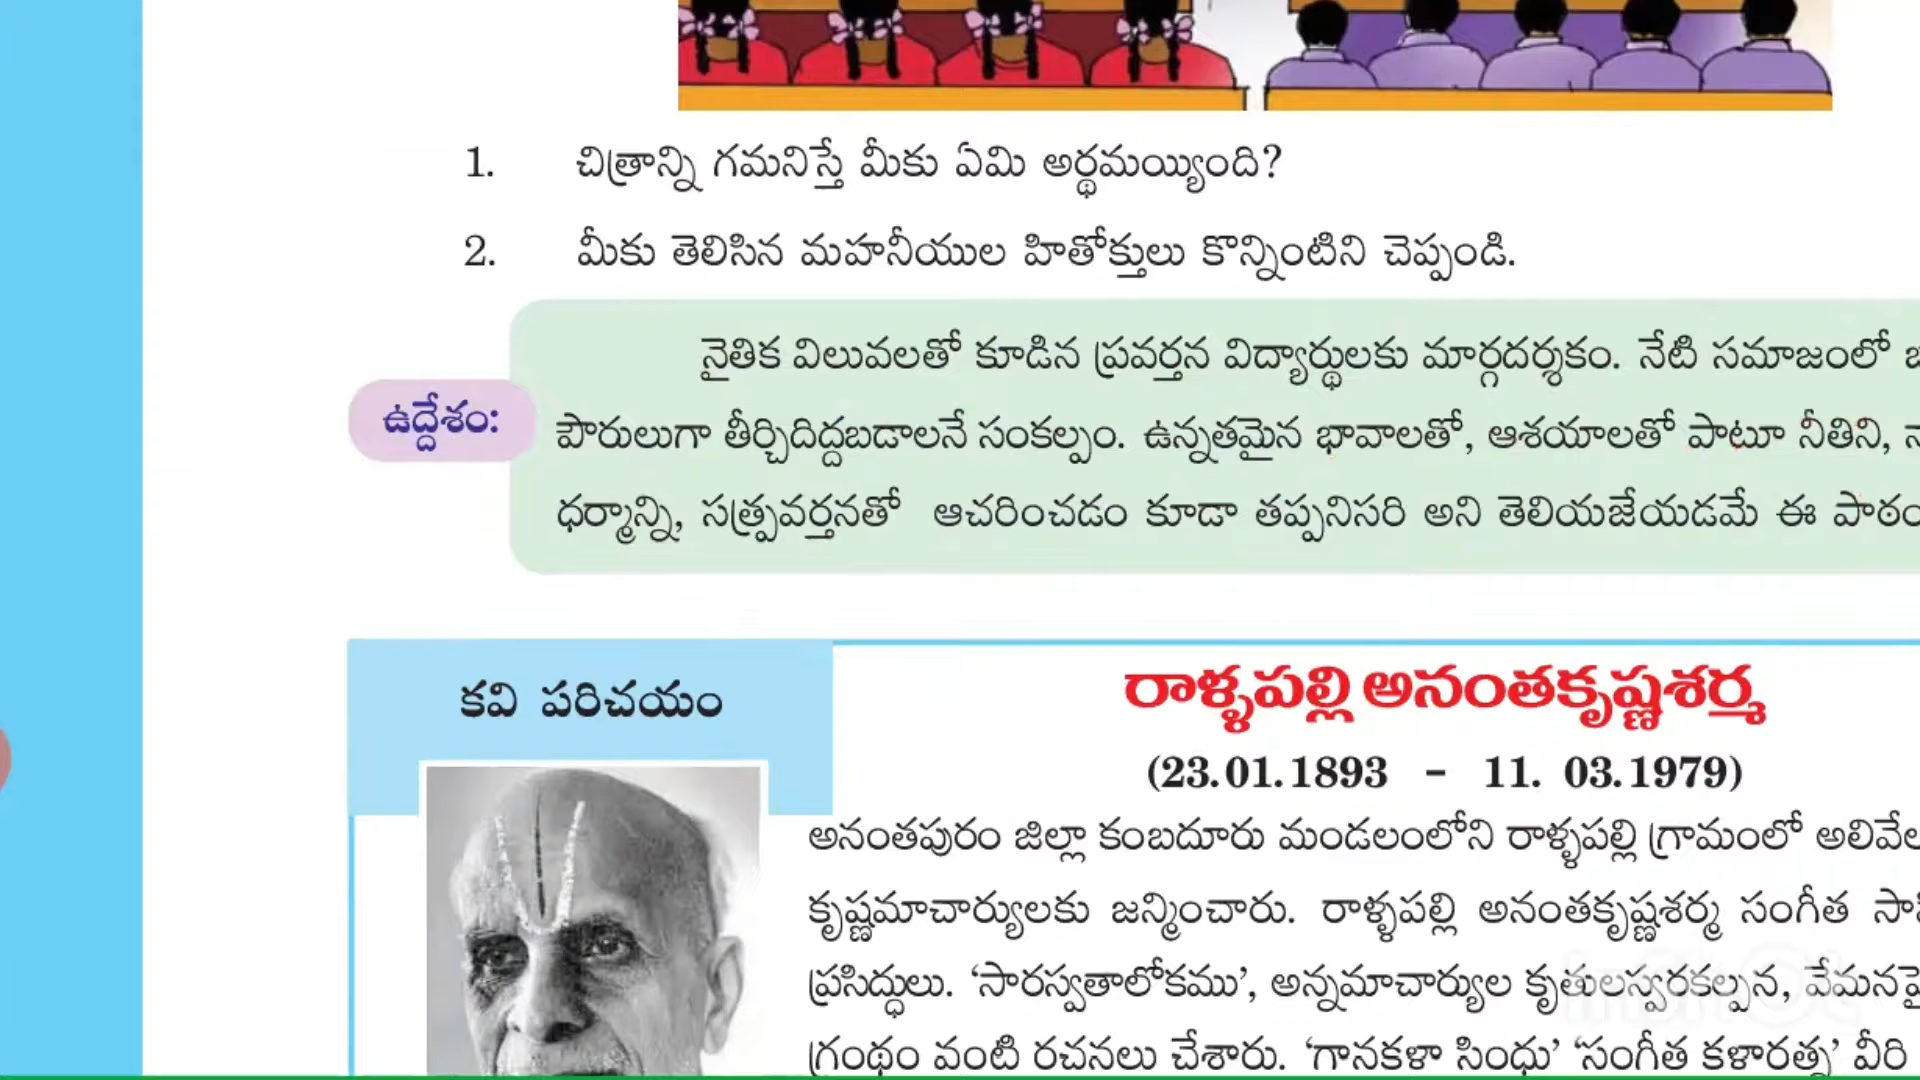 1. చిత్రాన్ని గమనిస్తే మీకు ఏమి అర్థమయ్యింది?
2. మీకు తెలిసిన మహనీయుల హితోక్తులు కొన్నింటిని చెప్పండి.
నైతిక విలువలతో కూడిన ప్రవర్తన విద్యార్థులకు మార్గదర్శకం. నేటి సమాజంలో
ఉద్దేశం:
పౌరులుగా తీర్చిదిద్దబడాలనే సంకల్పం. ఉన్నతమైన భావాలతో, ఆశయాలతో పాటూ నీతిని,
ధర్మాన్ని, సత్ప్రవర్తనతో ఆచరించడం కూడా తప్పనిసరి అని తెలియజేయడమే ఈ
కవి పరిచయం
రాళ్ళపల్లి అనంతకృష్ణశర్మ
(23.01.1893 - 11. 03.1979)
అనంతపురం జిల్లా కంబదూరు మండలంలోని రాళ్ళపల్లి గ్రామంలో
కృష్ణమాచార్యులకు జన్మించారు. రాళ్ళపల్లి అనంతకృష్ణశర్మ సంగీత
ప్రసిద్ధులు. 'సారస్వతాలోకము', అన్నమాచార్యుల కృతులస్వరకల్పన, వేమనపై
గ్రంథం వంటి రచనలు చేశారు. 'గానకళా సింధు' 'సంగీత కళారత్న' వీరి
InShot